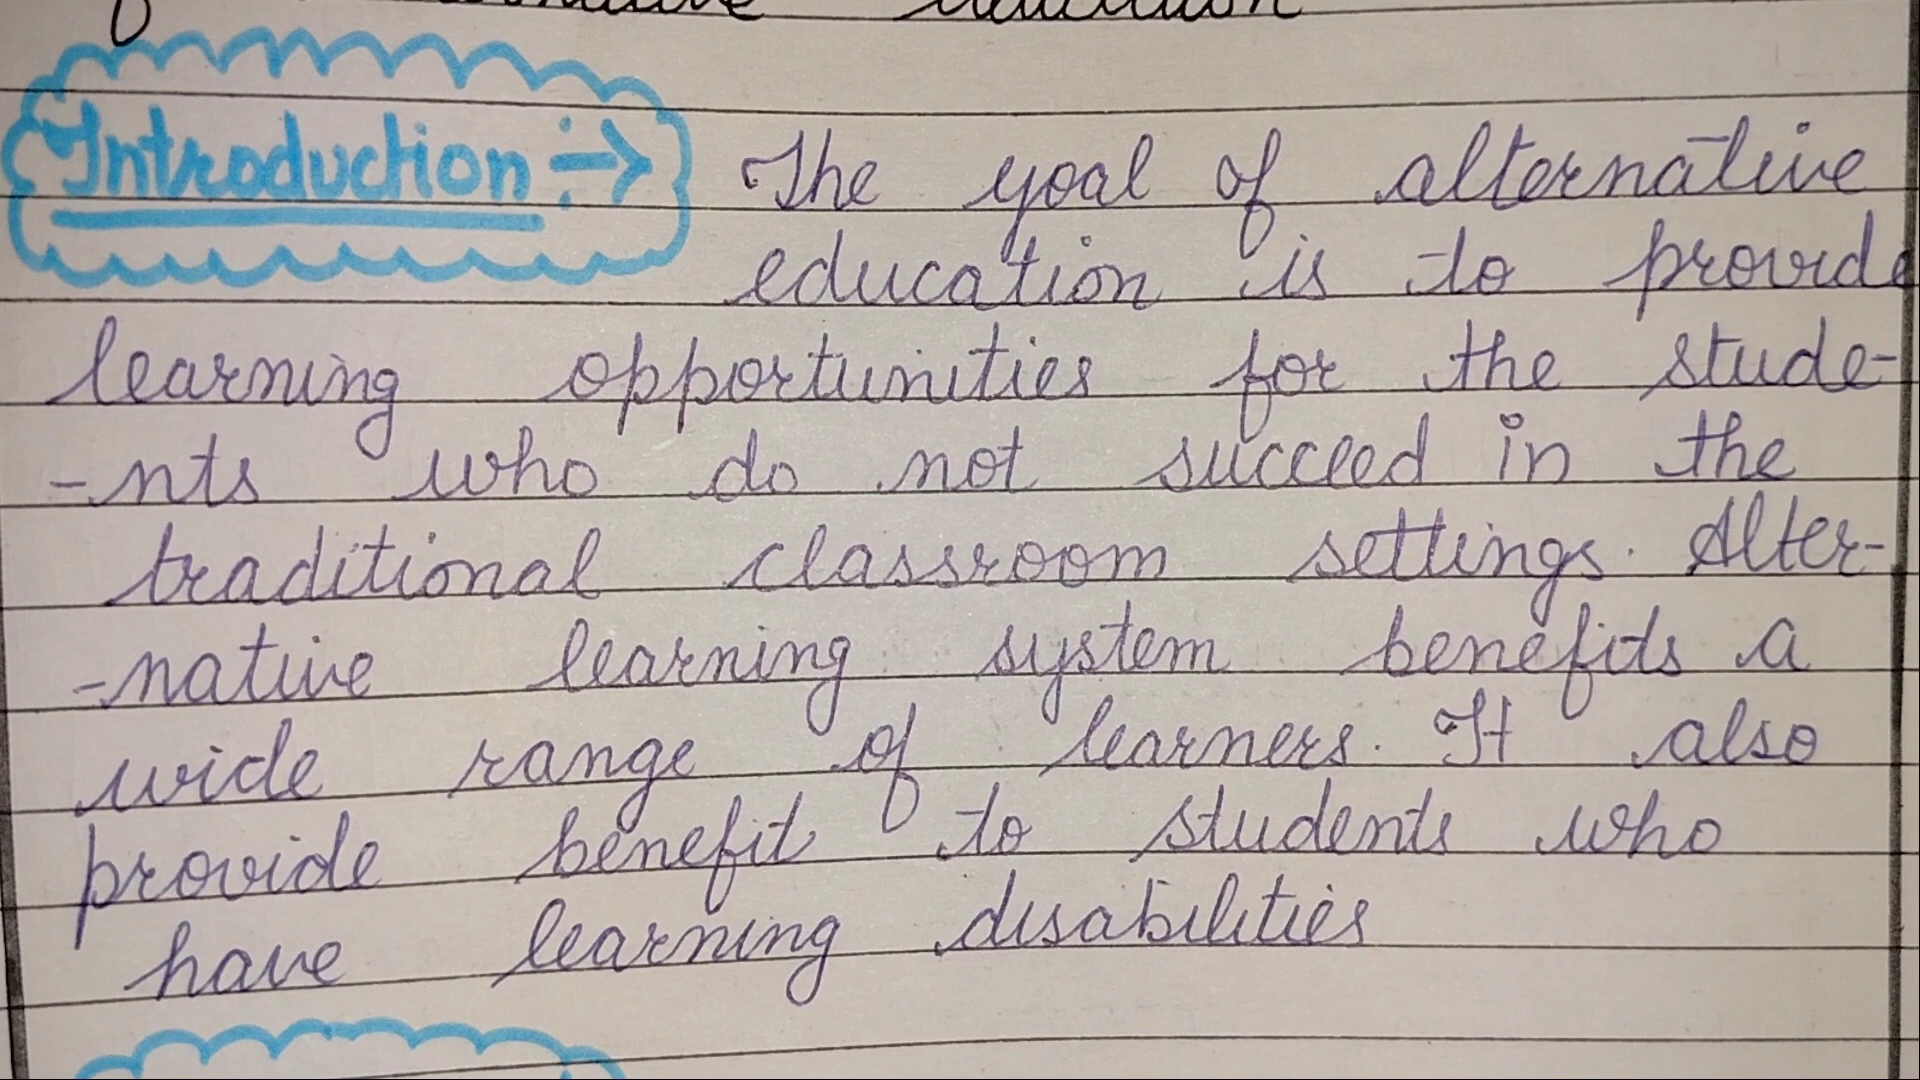 Introduction :→ The goal of alternative
education is to provide
learning opportunities for the stude-
-nts who do not succeed in the
traditional classroom settings. Alter-
-native learning system benefits a
wide range of learners. It also
provide benefit to students who
have learning disabilities